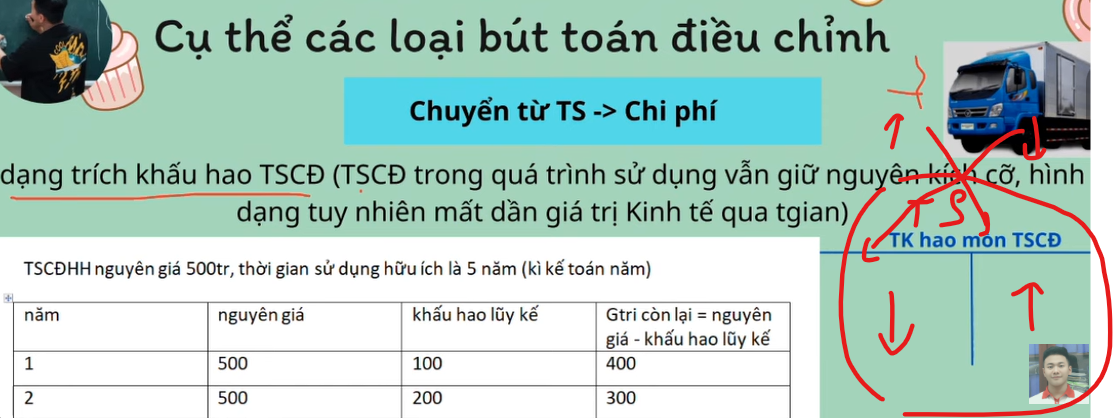 Cụ thể các loại bút toán điều chỉnh
Chuyển từ TS -> Chi phí
dạng trích khấu hao TSCĐ (TSCĐ trong quá trình sử dụng vẫn giữ nguyên kích cỡ, hình
dạng tuy nhiên mất dần giá trị Kinh tế qua tgian)
TK hao mòn TSCĐ
TSCĐHH nguyên giá 500tr, thời gian sử dụng hữu ích là 5 năm (kì kế toán năm)
năm nguyên giá khấu hao lũy kế Gtri còn lại = nguyên
giá - khấu hao lũy kế
1 500 100 400
2 500 200 300